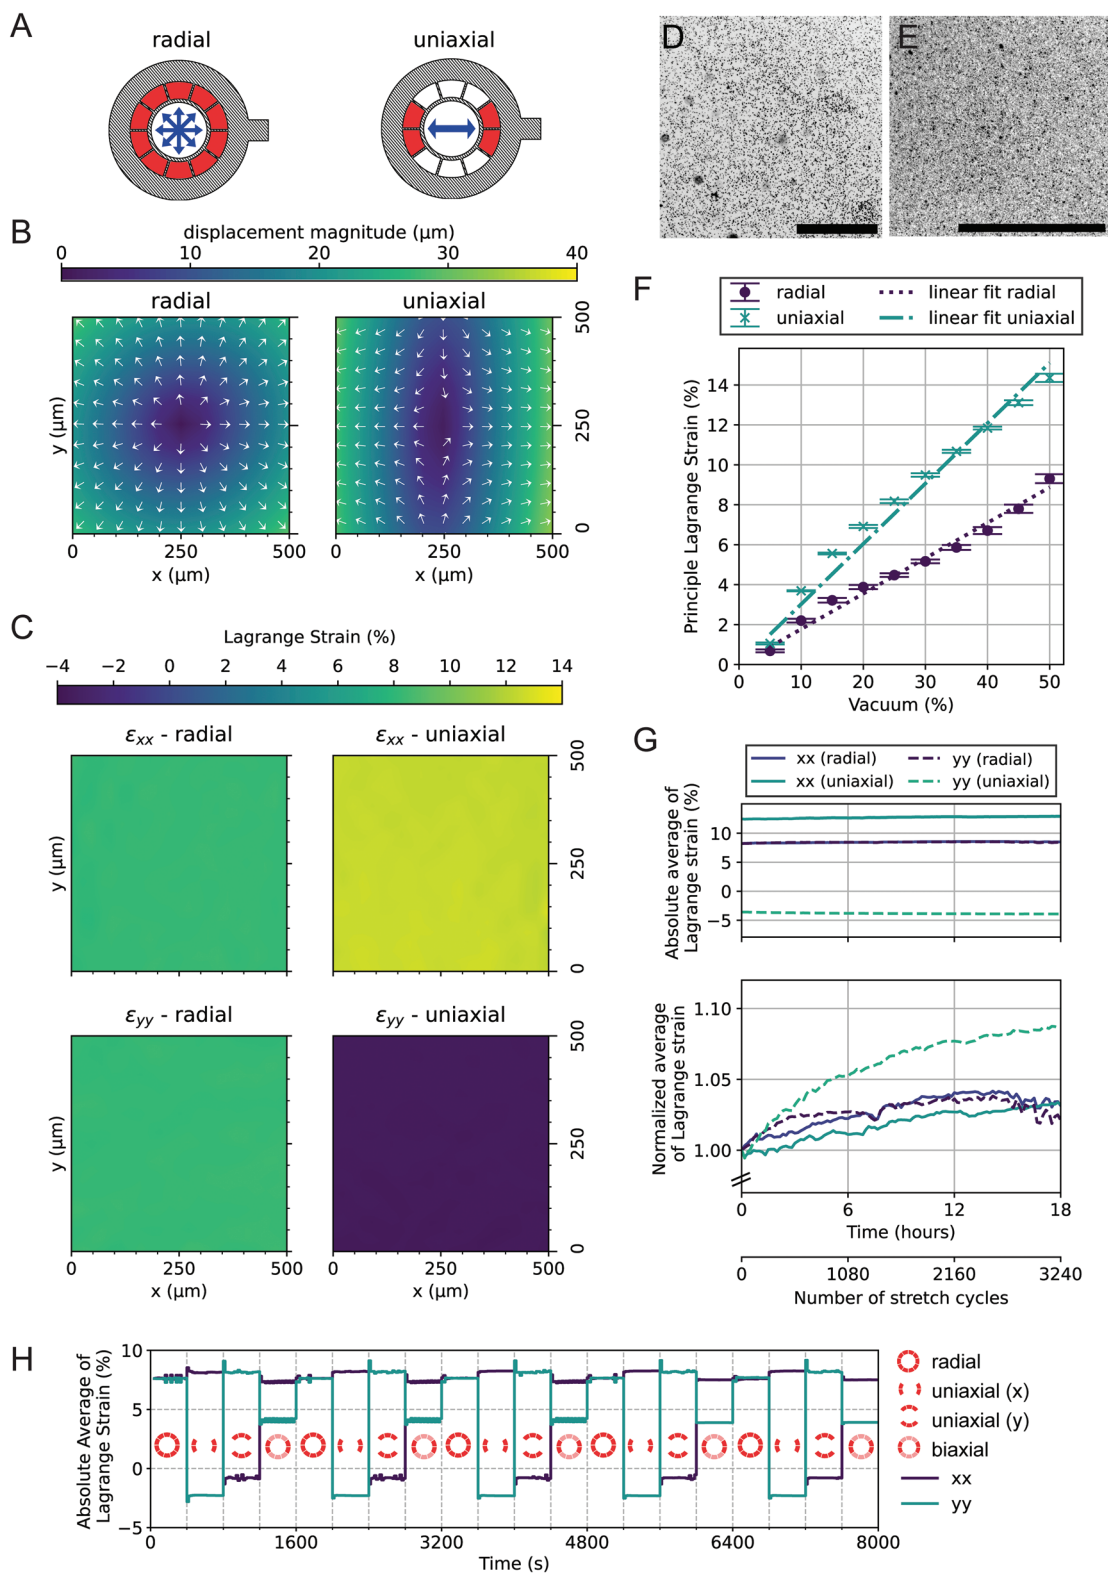 A
radial
uniaxial
D
E
B
displacement magnitude (μm)
0 10 20 30 40
radial
uniaxial
y (μm)
500
250
0
0 250 500
0 250 500
x (μm)
x (μm)
C
Lagrange Strain (%)
−4 −2 0 2 4 6 8 10 12 14
εxx - radial
εxx - uniaxial
y (μm)
500
250
0
εyy - radial
εyy - uniaxial
y (μm)
500
250
0
0 250 500
0 250 500
x (μm)
x (μm)
F
radial
uniaxial
linear fit radial
linear fit uniaxial
Principle Lagrange Strain (%)
14
12
10
8
6
4
2
0
0 10 20 30 40 50
Vacuum (%)
G
xx (radial)
xx (uniaxial)
yy (radial)
yy (uniaxial)
Absolute average of
Lagrange strain (%)
10
5
0
−5
Normalized average
of Lagrange strain
1.10
1.05
1.00
0 6 12 18
Time (hours)
0 1080 2160 3240
Number of stretch cycles
H
Absolute Average of
Lagrange Strain (%)
10
5
0
−5
0 1600 3200 4800 6400 8000
Time (s)
radial
uniaxial (x)
uniaxial (y)
biaxial
xx
yy